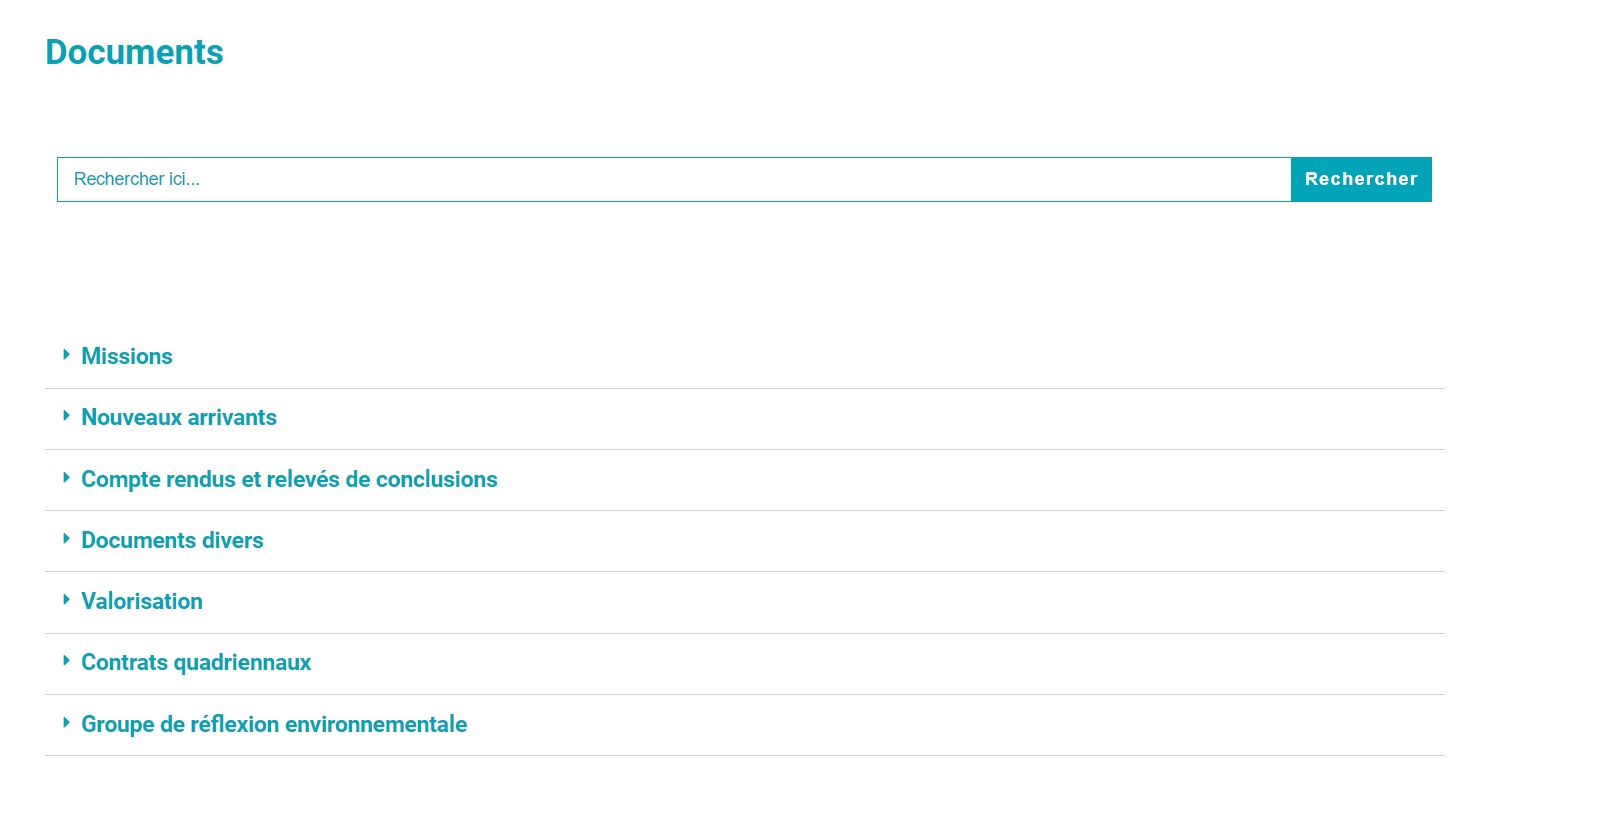 Documents
Rechercher ici...
Rechercher
Missions
Nouveaux arrivants
Compte rendus et relevés de conclusions
Documents divers
Valorisation
Contrats quadriennaux
Groupe de réflexion environnementale